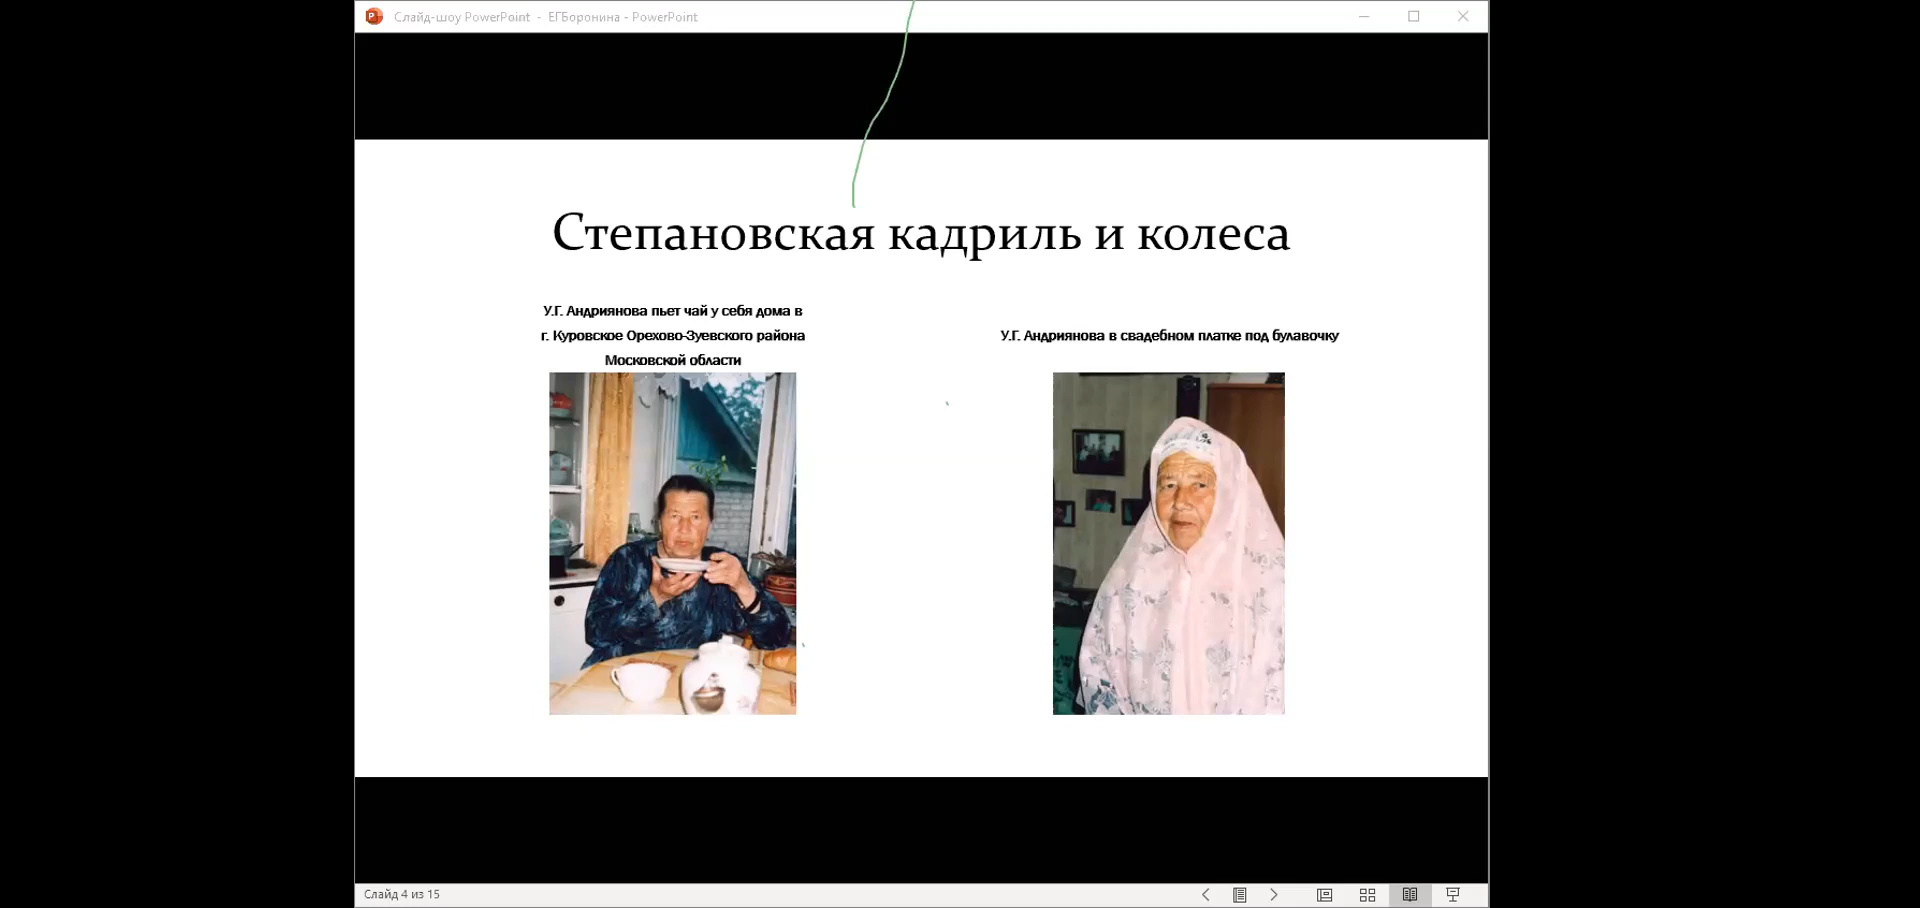 Слайд-шоу PowerPoint - ЕГБоронина - PowerPoint
Степановская кадриль и колеса
У.Г. Андриянова пьет чай у себя дома в
г. Куровское Орехово-Зуевского района
Московской области
У.Г. Андриянова в свадебном платке под булавочку
Слайд 4 из 15